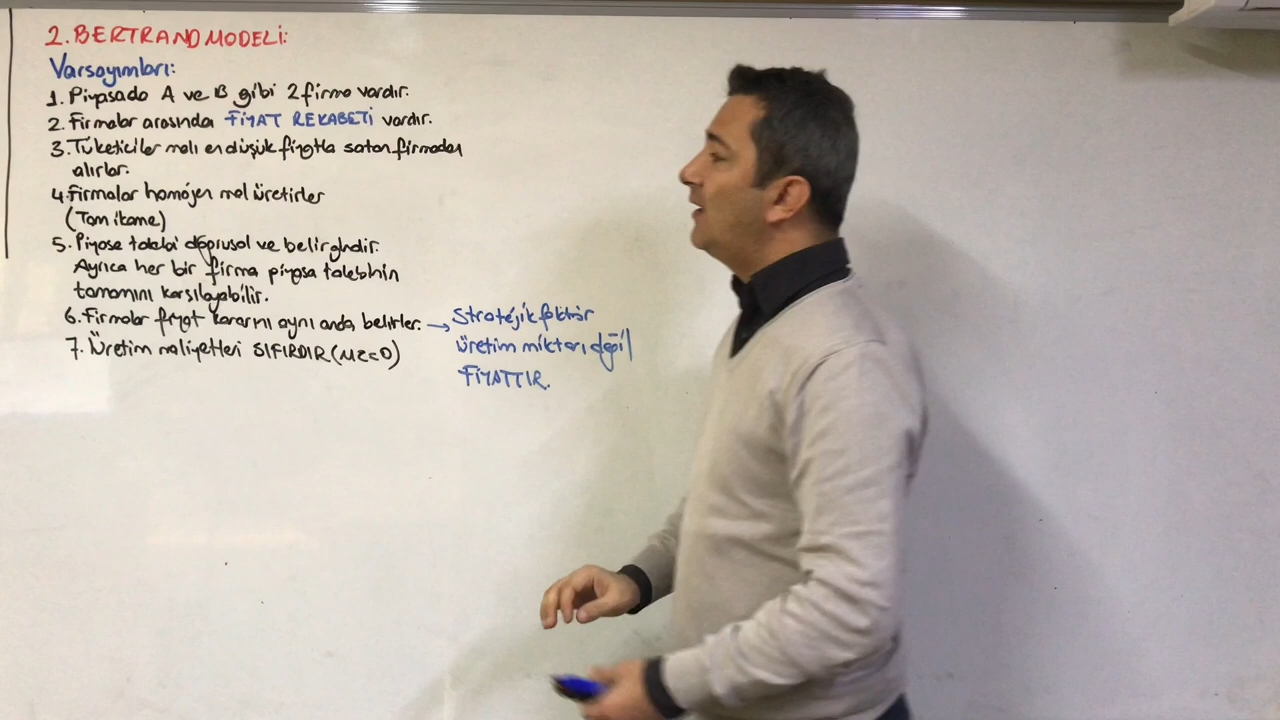 2. BERTRAND MODELİ:
Varsayımları:
1. Piyasada A ve B gibi 2 firma vardır.
2. Firmalar arasında FİYAT REKABETİ vardır.
3. Tüketiciler malı en düşük fiyatla satan firmadan
alırlar.
4. Firmalar homojen mal üretirler
(Tam ikame)
5. Piyasa talebi doğrusal ve belirgindir.
Ayrıca her bir firma piyasa talebinin
tamamını karşılayabilir.
6. Firmalar fiyat kararını aynı anda belirler. → Stratejik faktör
üretim miktarı değil
FİYATTIR.
7. Üretim maliyetleri SIFIRDIR (MC=0)